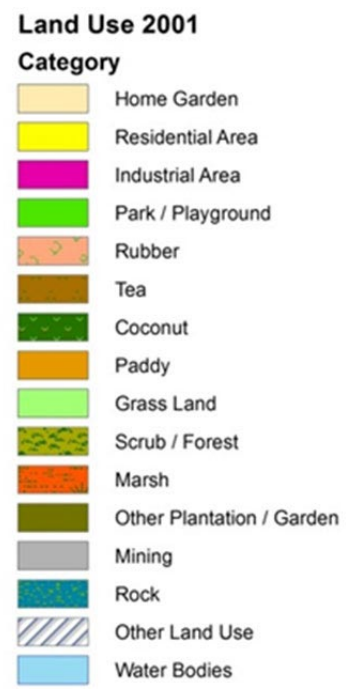 Land Use 2001
Category
Home Garden
Residential Area
Industrial Area
Park / Playground
Rubber
Tea
Coconut
Paddy
Grass Land
Scrub / Forest
Marsh
Other Plantation / Garden
Mining
Rock
Other Land Use
Water Bodies